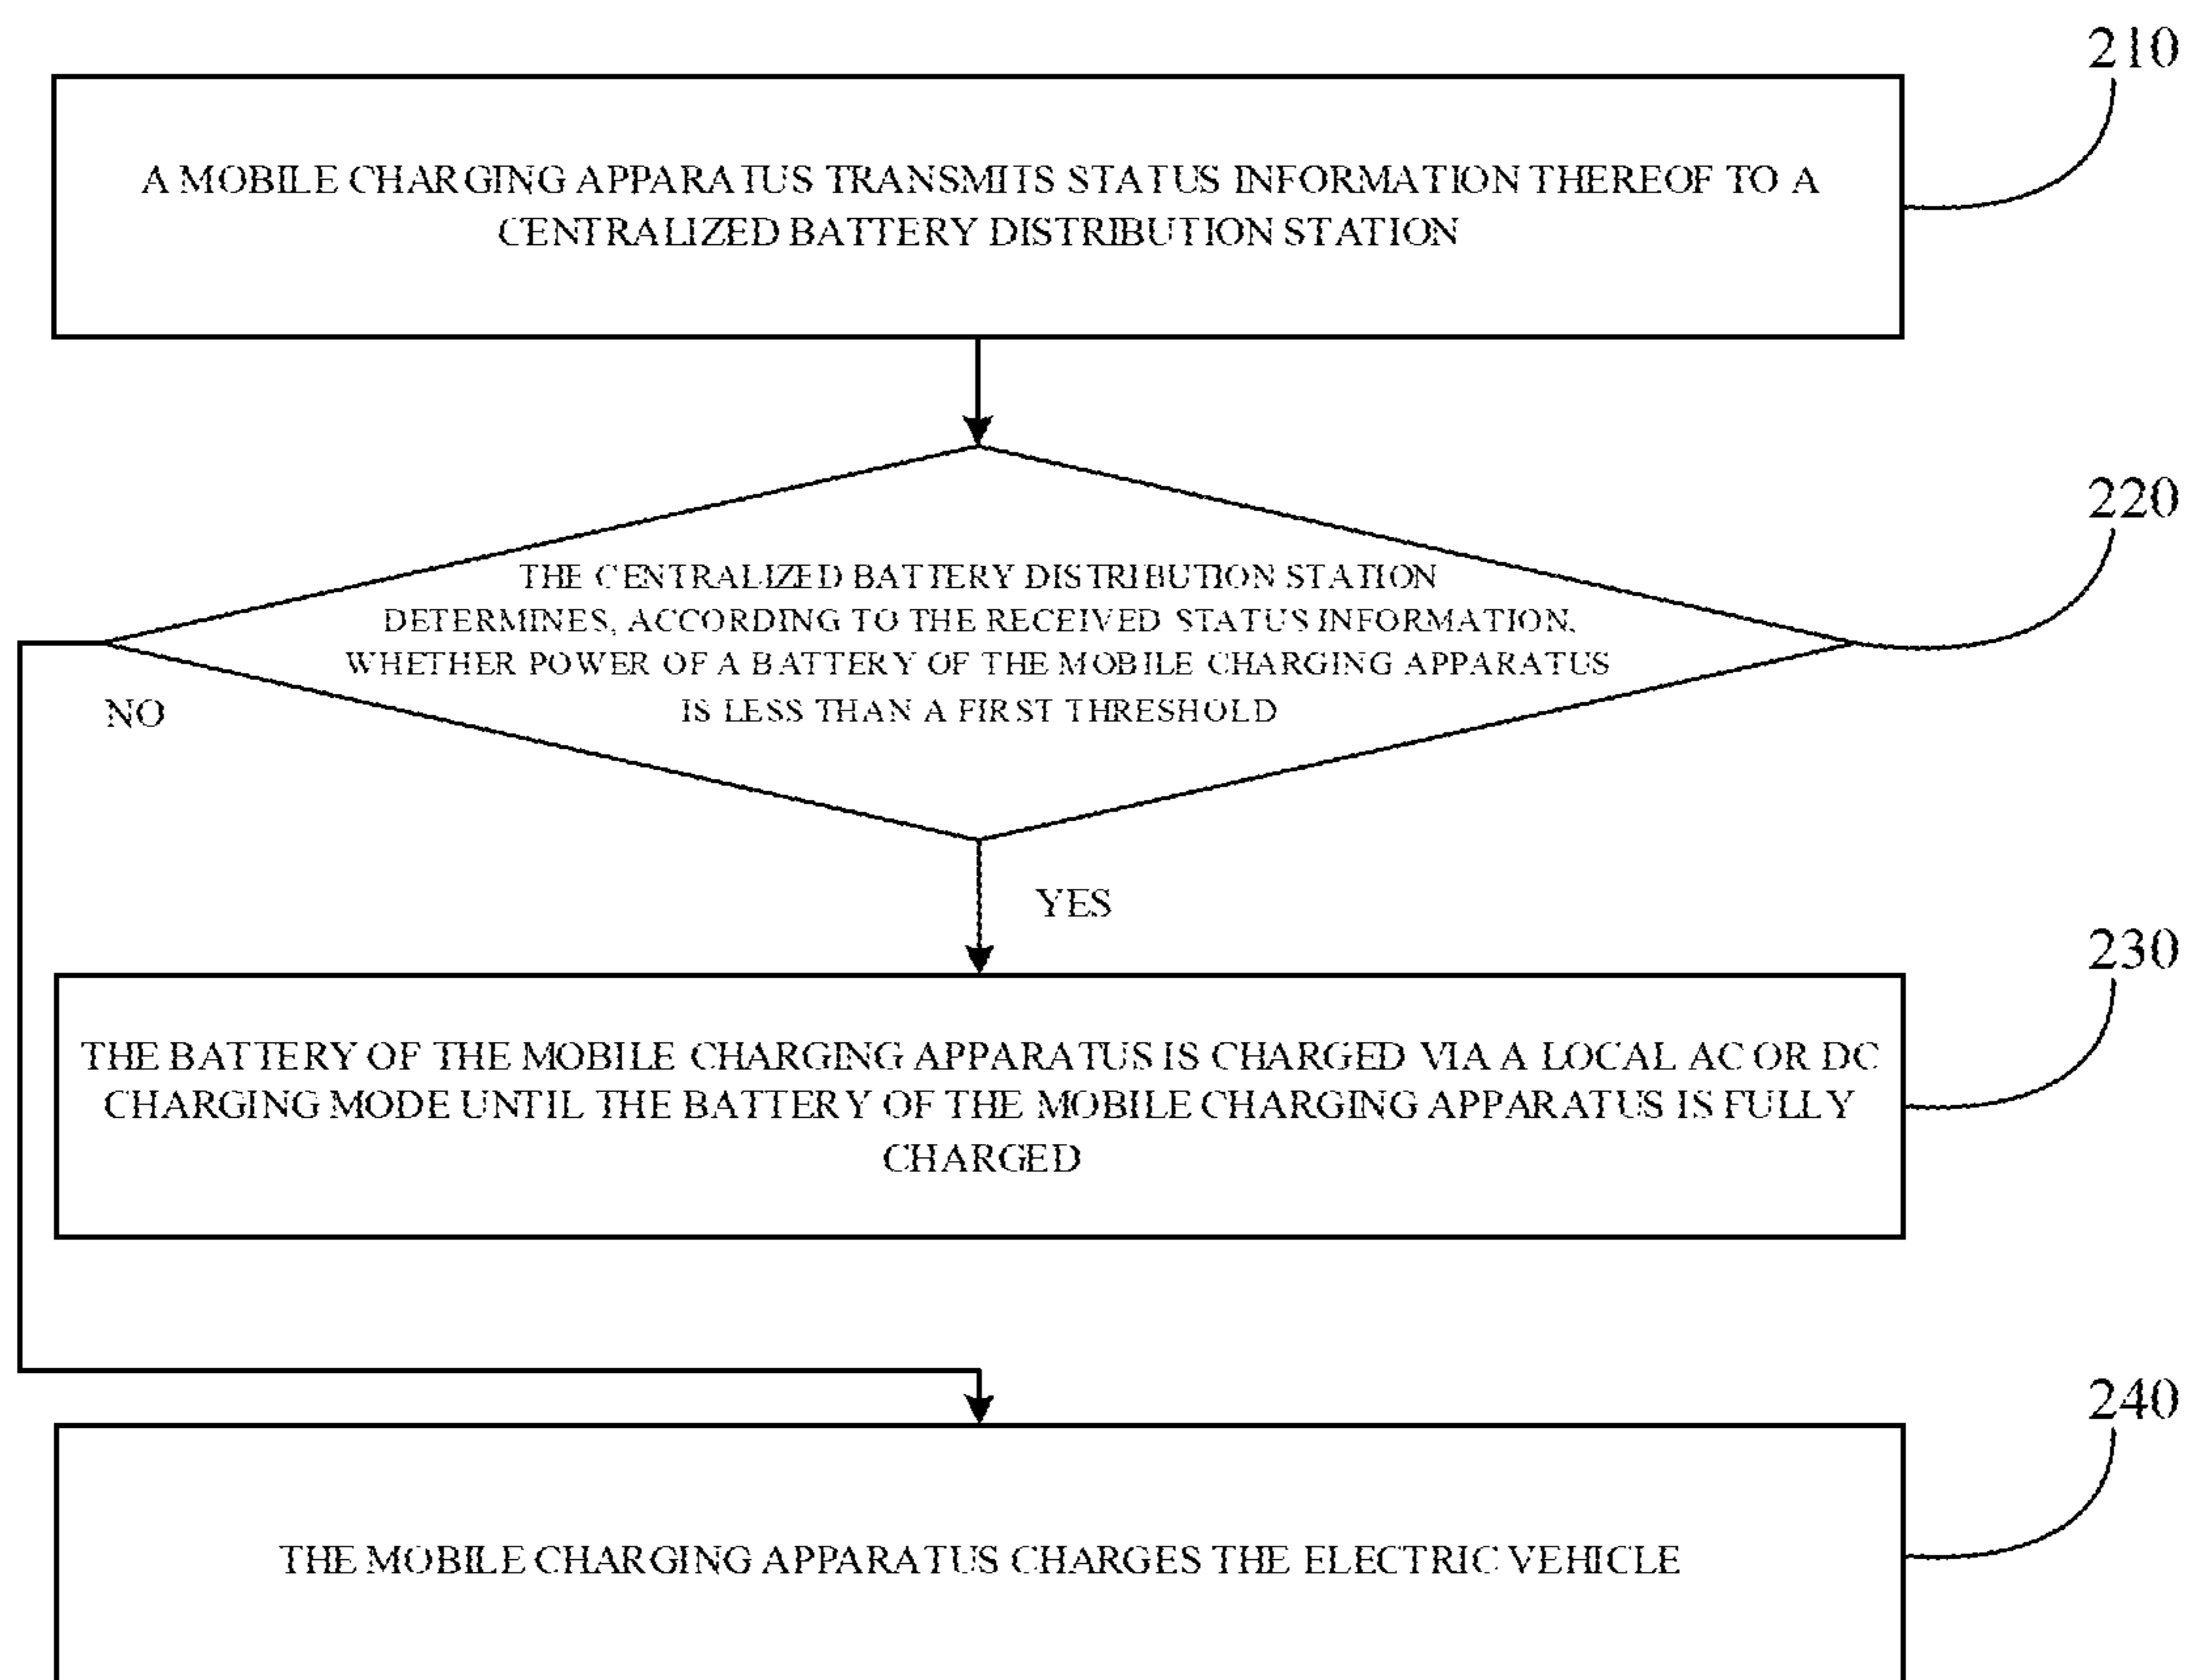 210
A MOBILE CHARGING APPARATUS TRANSMITS STATUS INFORMATION THEREOF TO A
CENTRALIZED BATTERY DISTRIBUTION STATION
220
THE CENTRALIZED BATTERY DISTRIBUTION STATION
DETERMINES, ACCORDING TO THE RECEIVED STATUS INFORMATION,
WHETHER POWER OF A BATTERY OF THE MOBILE CHARGING APPARATUS
IS LESS THAN A FIRST THRESHOLD
NO
YES
230
THE BATTERY OF THE MOBILE CHARGING APPARATUS IS CHARGED VIA A LOCAL AC OR DC
CHARGING MODE UNTIL THE BATTERY OF THE MOBILE CHARGING APPARATUS IS FULLY
CHARGED
240
THE MOBILE CHARGING APPARATUS CHARGES THE ELECTRIC VEHICLE